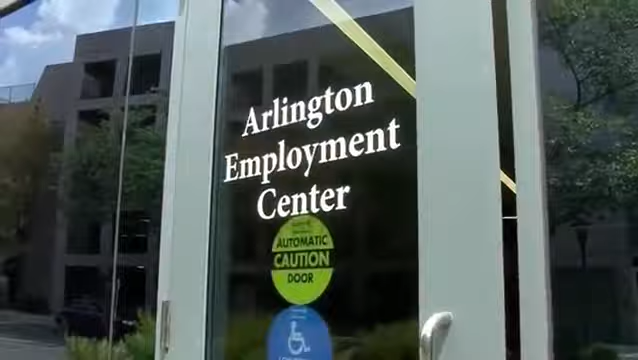 Arlington
Employment
Center
AUTOMATIC
CAUTION
DOOR